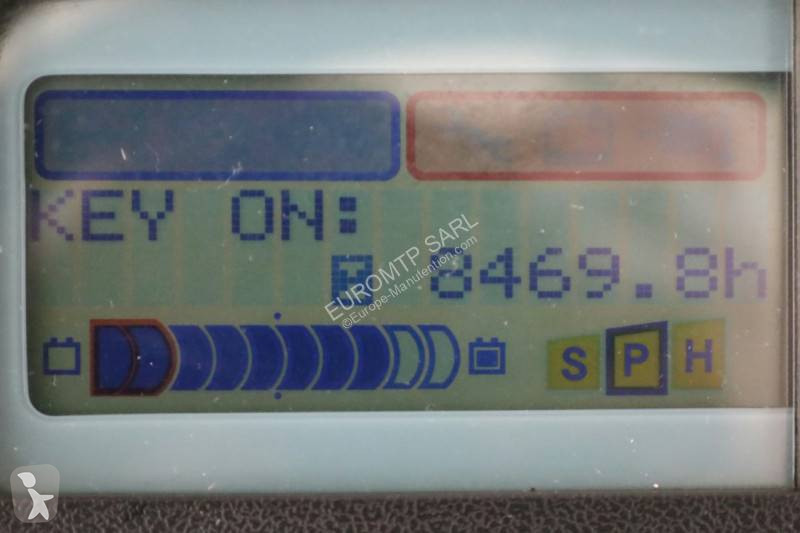 KEY ON:
P 8469.8h
S P H
EUROMTP SARL
©Europe-Manutention.com